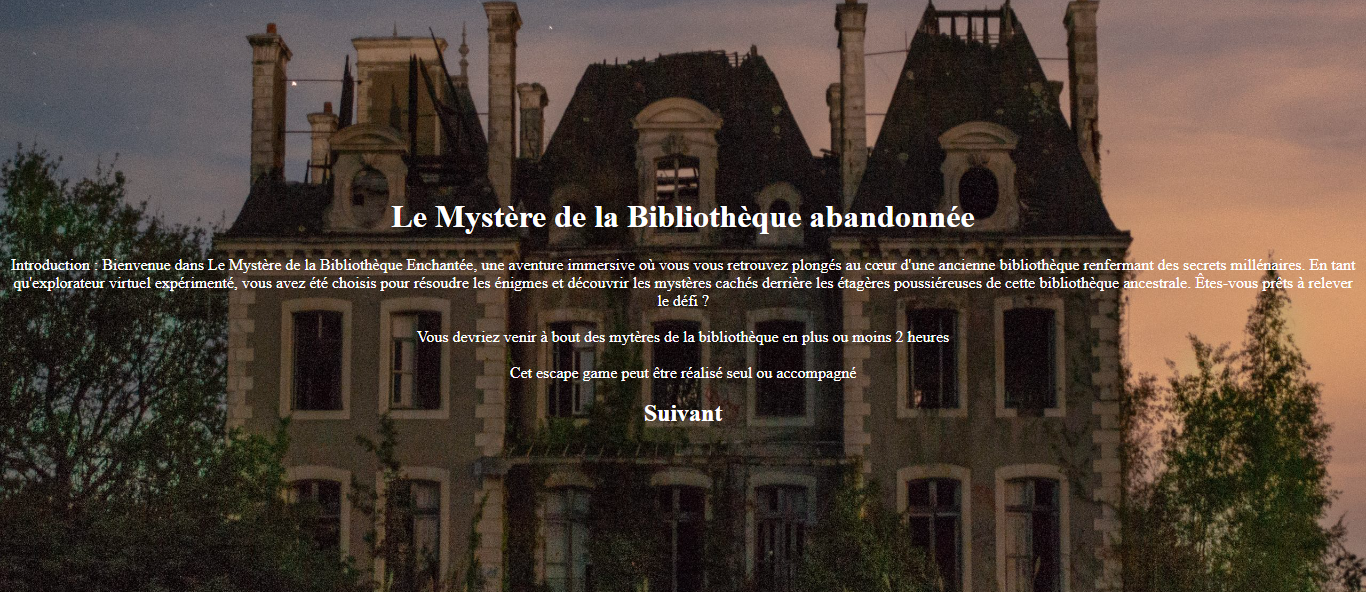 Le Mystère de la Bibliothèque abandonnée
Introduction : Bienvenue dans Le Mystère de la Bibliothèque Enchantée, une aventure immersive où vous vous retrouvez plongés au cœur d'une ancienne bibliothèque renfermant des secrets millénaires. En tant
qu'explorateur virtuel expérimenté, vous avez été choisis pour résoudre les énigmes et découvrir les mystères cachés derrière les étagères poussiéreuses de cette bibliothèque ancestrale. Êtes-vous prêts à relever
le défi ?
Vous devriez venir à bout des mytères de la bibliothèque en plus ou moins 2 heures
Cet escape game peut être réalisé seul ou accompagné
Suivant